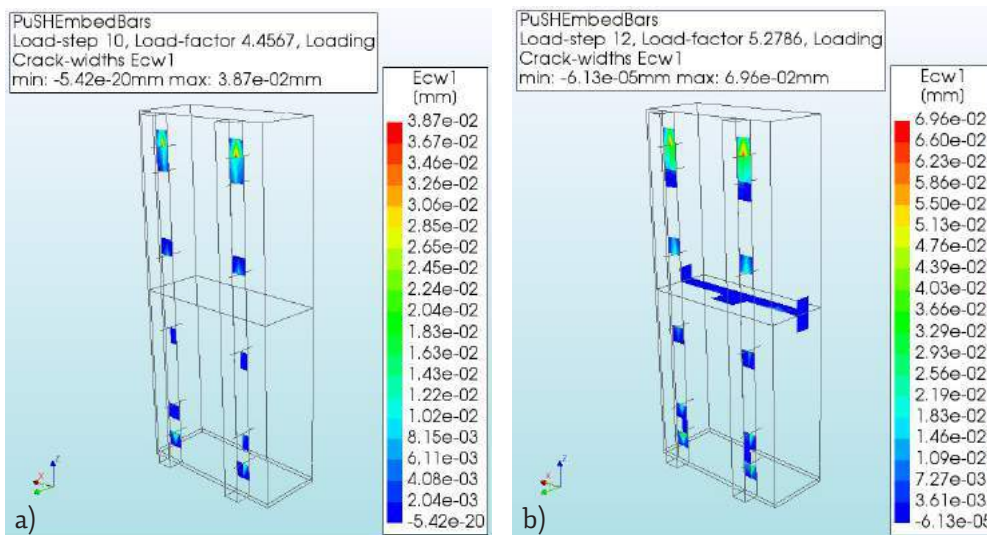 PuSHEmbedBars
Load-step 10, Load-factor 4.4567, Loading
Crack-widths Ecw1
min: -5.42e-20mm max: 3.87e-02mm
Ecw1
(mm)
3.87e-02
3.67e-02
3.46e-02
3.26e-02
3.06e-02
2.85e-02
2.65e-02
2.45e-02
2.24e-02
2.04e-02
1.83e-02
1.63e-02
1.43e-02
1.22e-02
1.02e-02
8.15e-03
6.11e-03
4.08e-03
2.04e-03
-5.42e-20
X
Z
a)
PuSHEmbedBars
Load-step 12, Load-factor 5.2786, Loading
Crack-widths Ecw1
min: -6.13e-05mm max: 6.96e-02mm
Ecw1
(mm)
6.96e-02
6.60e-02
6.23e-02
5.86e-02
5.50e-02
5.13e-02
4.76e-02
4.39e-02
4.03e-02
3.66e-02
3.29e-02
2.93e-02
2.56e-02
2.19e-02
1.83e-02
1.46e-02
1.09e-02
7.27e-03
3.61e-03
-6.13e-05
X
Z
b)